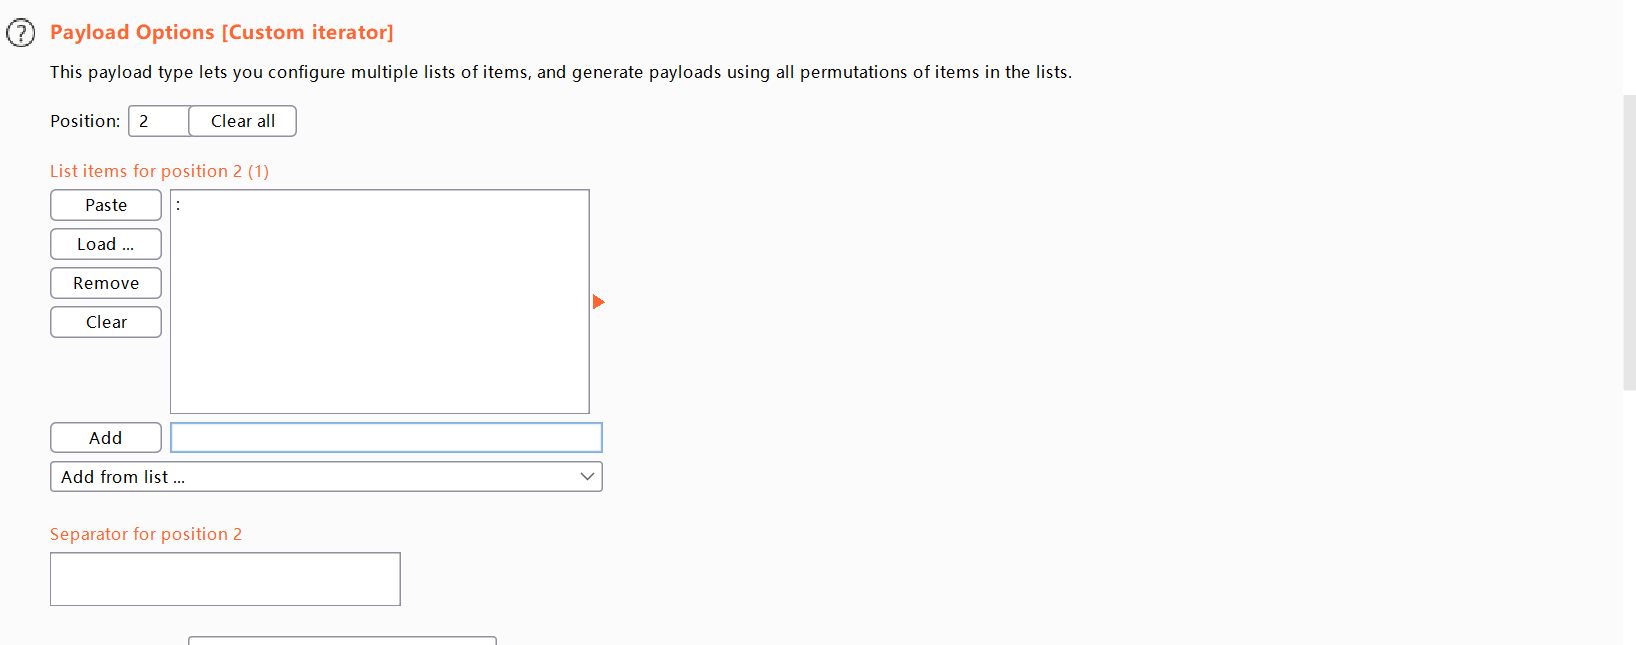 Payload Options [Custom iterator]
This payload type lets you configure multiple lists of items, and generate payloads using all permutations of items in the lists.
Position: 2 Clear all
List items for position 2 (1)
Paste :
Load ...
Remove
Clear
Add
Add from list ...
Separator for position 2